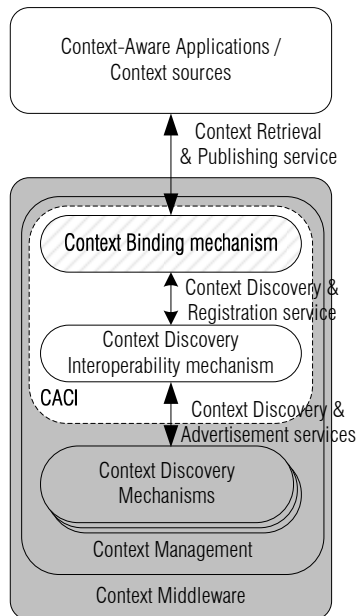 Context-Aware Applications /
Context sources
Context Retrieval
& Publishing service
Context Binding mechanism
Context Discovery &
Registration service
Context Discovery
Interoperability mechanism
CACI
Context Discovery &
Advertisement services
Context Discovery
Mechanisms
Context Management
Context Middleware